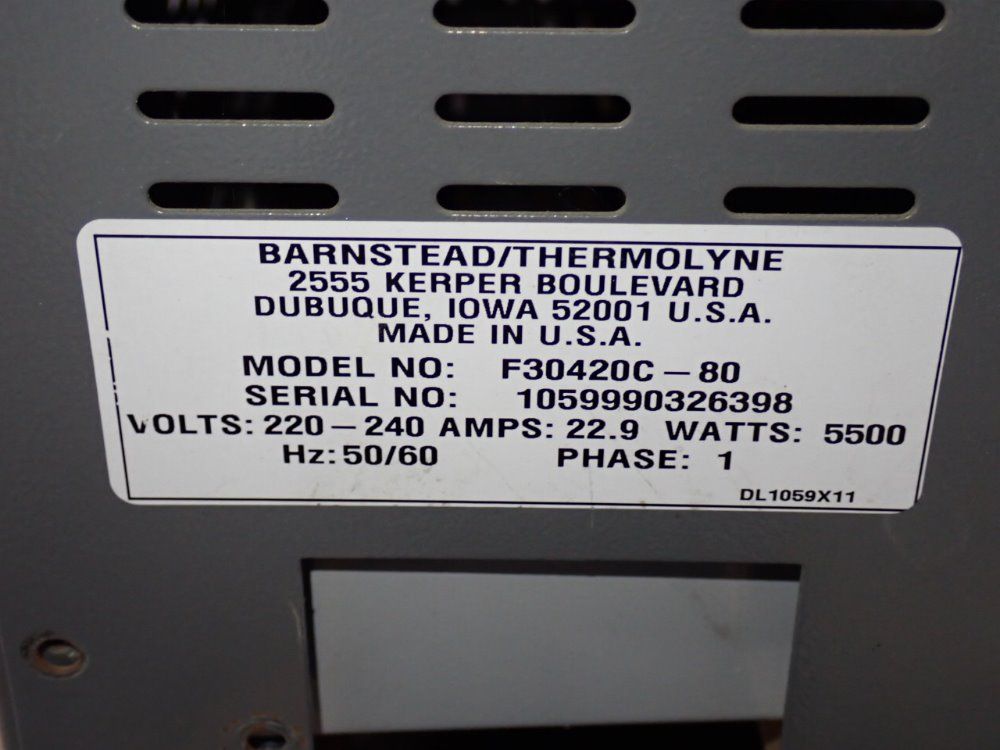 BARNSTEAD/THERMOLYNE
2555 KERPER BOULEVARD
DUBUQUE, IOWA 52001 U.S.A.
MADE IN U.S.A.
MODEL NO: F30420C – 80
SERIAL NO: 1059990326398
VOLTS: 220 – 240 AMPS: 22.9 WATTS: 5500
Hz: 50/60 PHASE: 1
DL1059X11